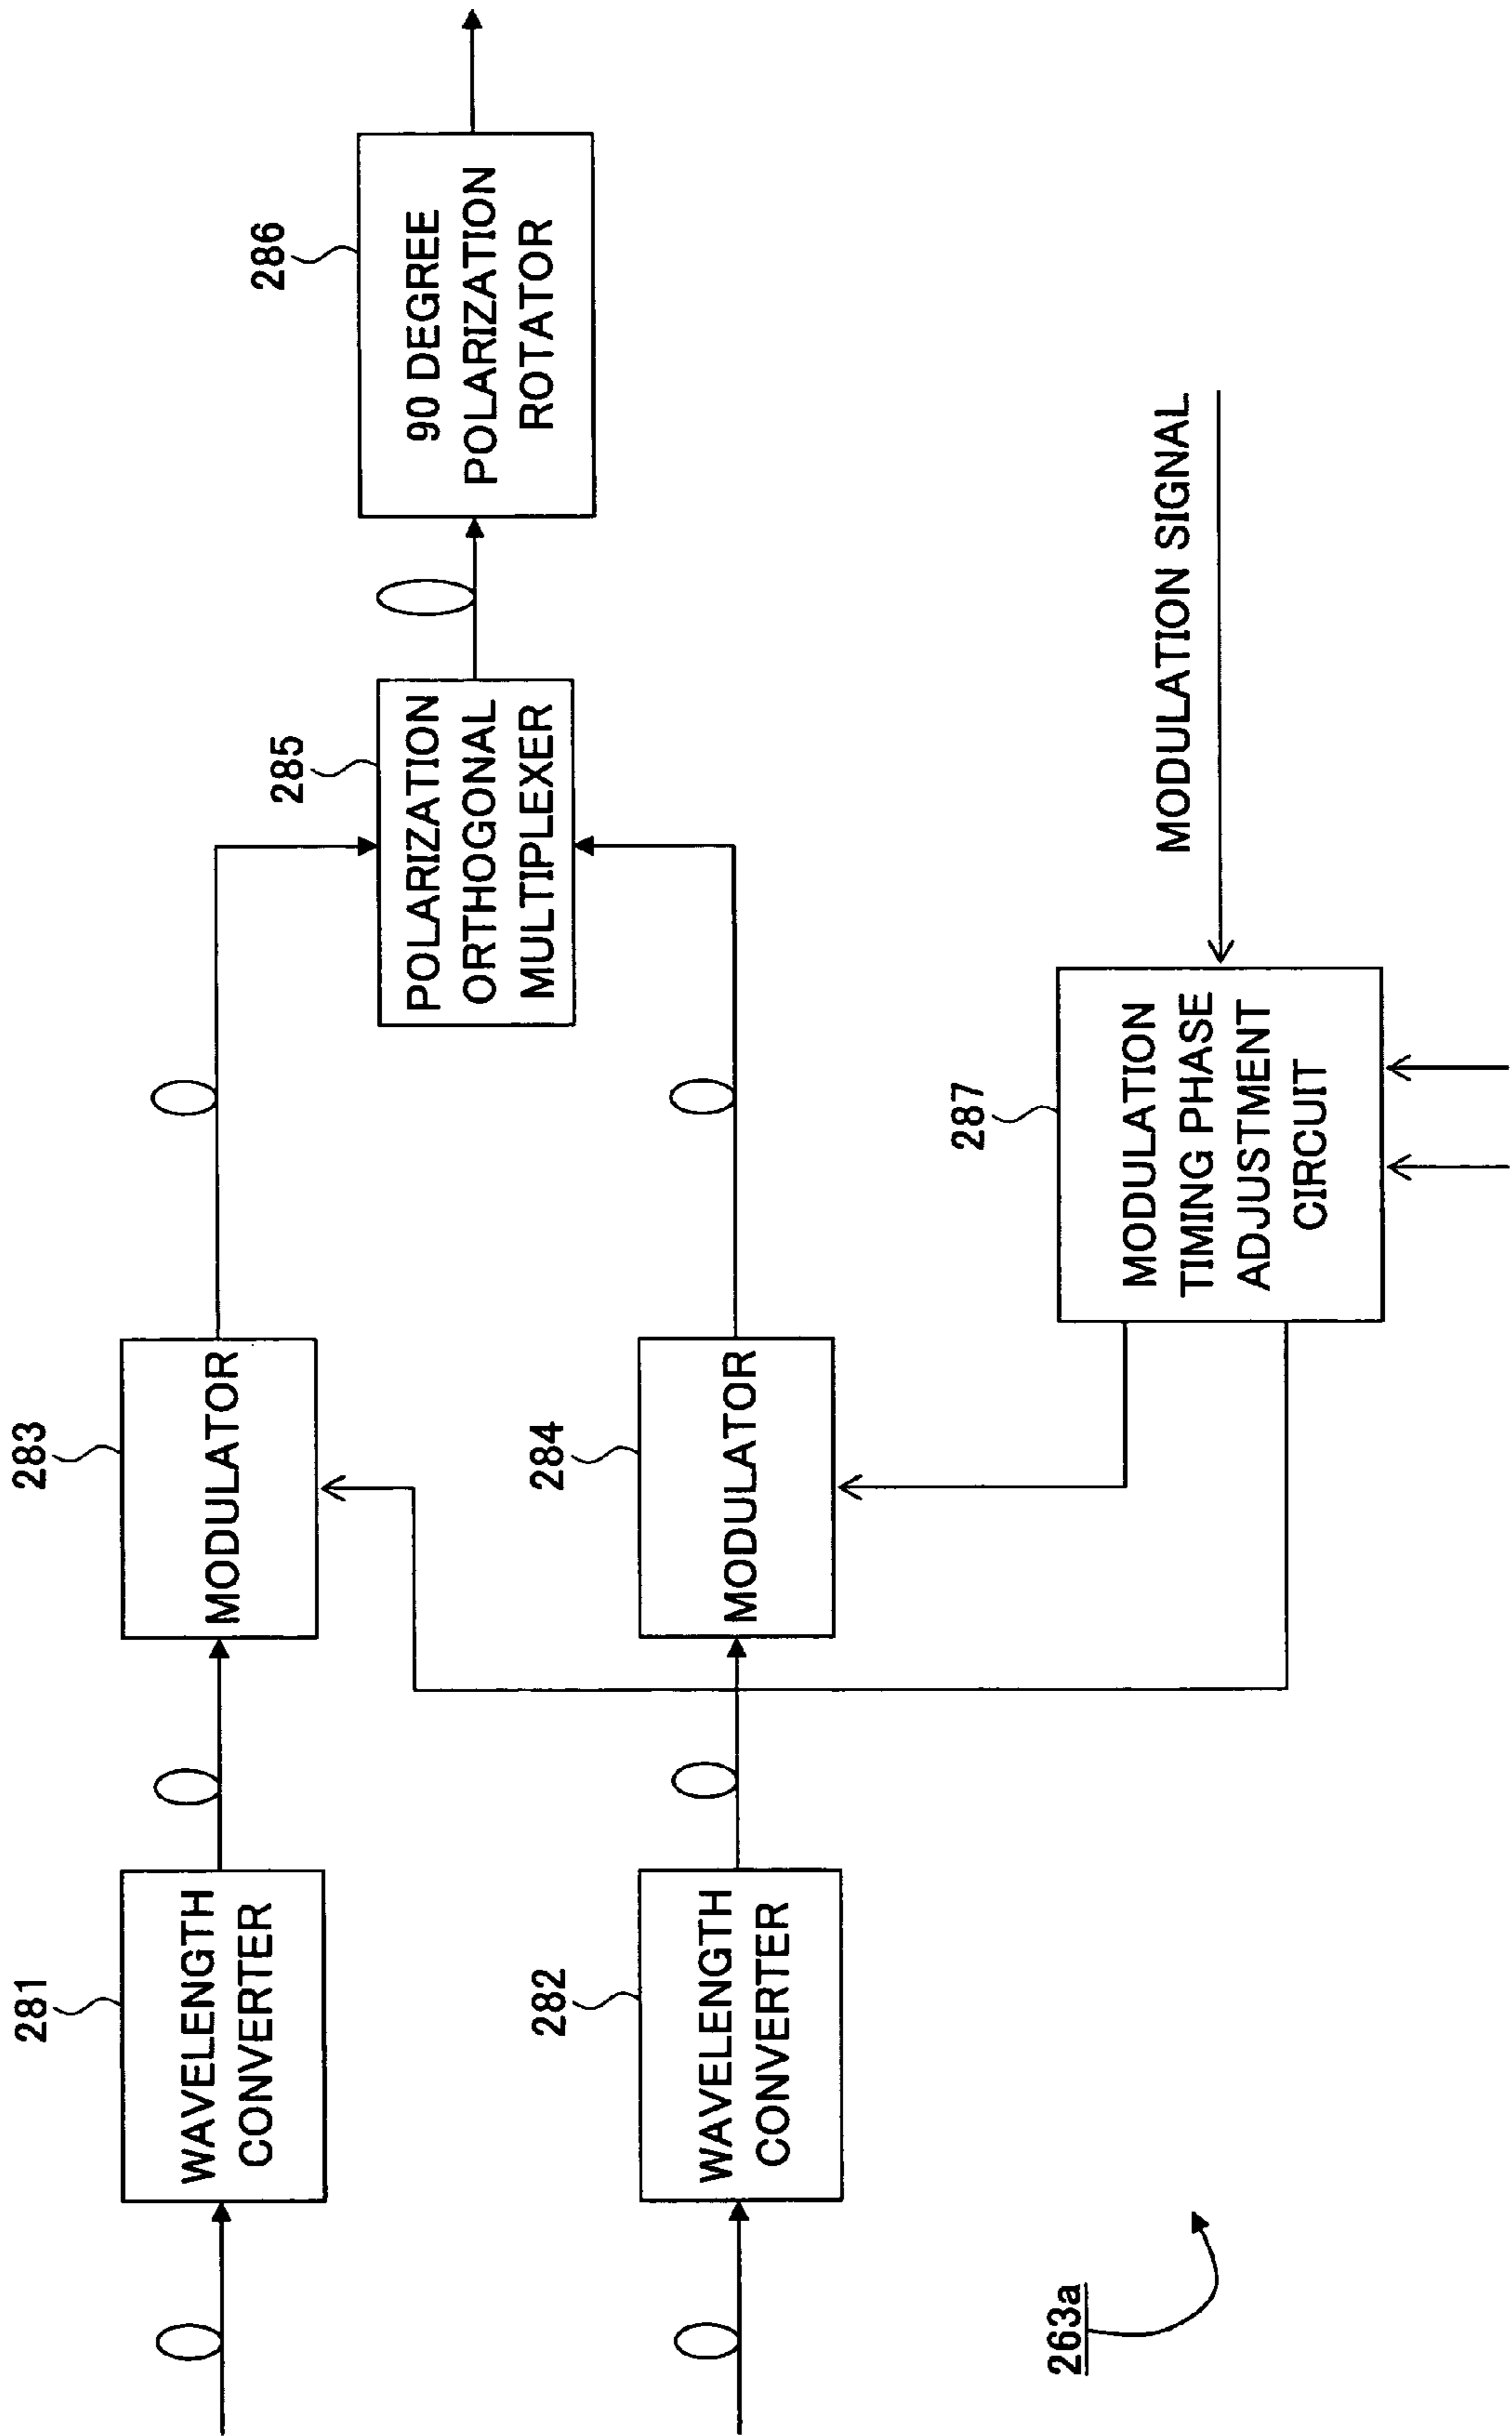 281
WAVELENGTH
CONVERTER
283
MODULATOR
285
POLARIZATION
ORTHOGONAL
MULTIPLEXER
286
90 DEGREE
POLARIZATION
ROTATOR
282
WAVELENGTH
CONVERTER
284
MODULATOR
287
MODULATION
TIMING PHASE
ADJUSTMENT
CIRCUIT
MODULATION SIGNAL
263a